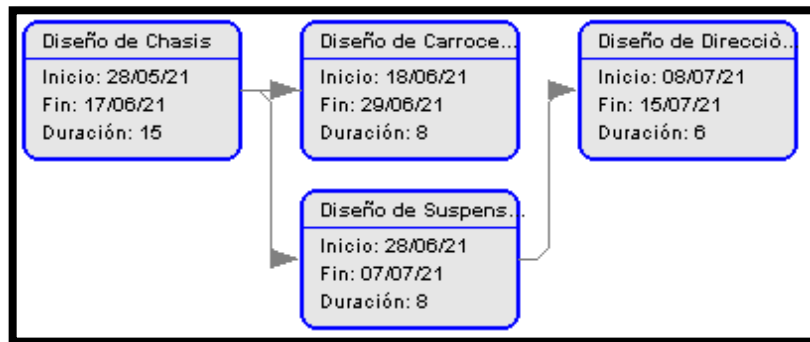 Diseño de Chasis
Inicio: 28/05/21
Fin: 17/06/21
Duración: 15
Diseño de Carroce...
Inicio: 18/06/21
Fin: 29/06/21
Duración: 8
Diseño de Direcciò...
Inicio: 08/07/21
Fin: 15/07/21
Duración: 6
Diseño de Suspens...
Inicio: 28/06/21
Fin: 07/07/21
Duración: 8